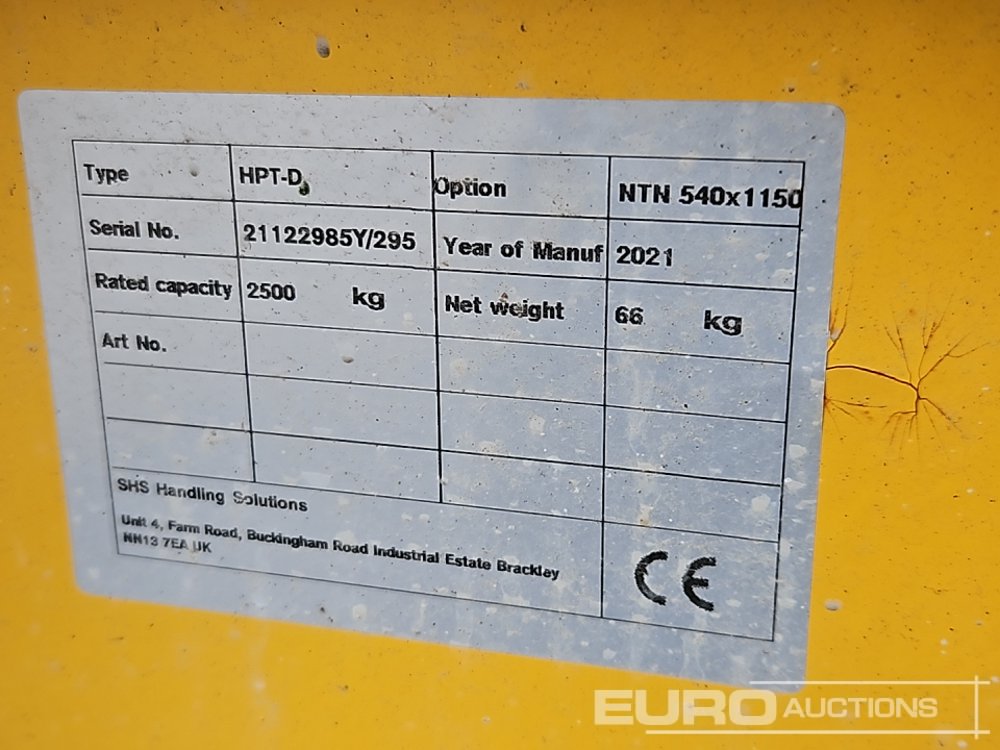 Type HPT-D Option NTN 540x1150
Serial No. 21122985Y/295 Year of Manuf 2021
Rated capacity 2500 kg Net weight 66 kg
Art No.
SHS Handling Solutions
Unit 4, Farm Road, Buckingham Road Industrial Estate Brackley
NN13 7EA UK
CE
EURO AUCTIONS